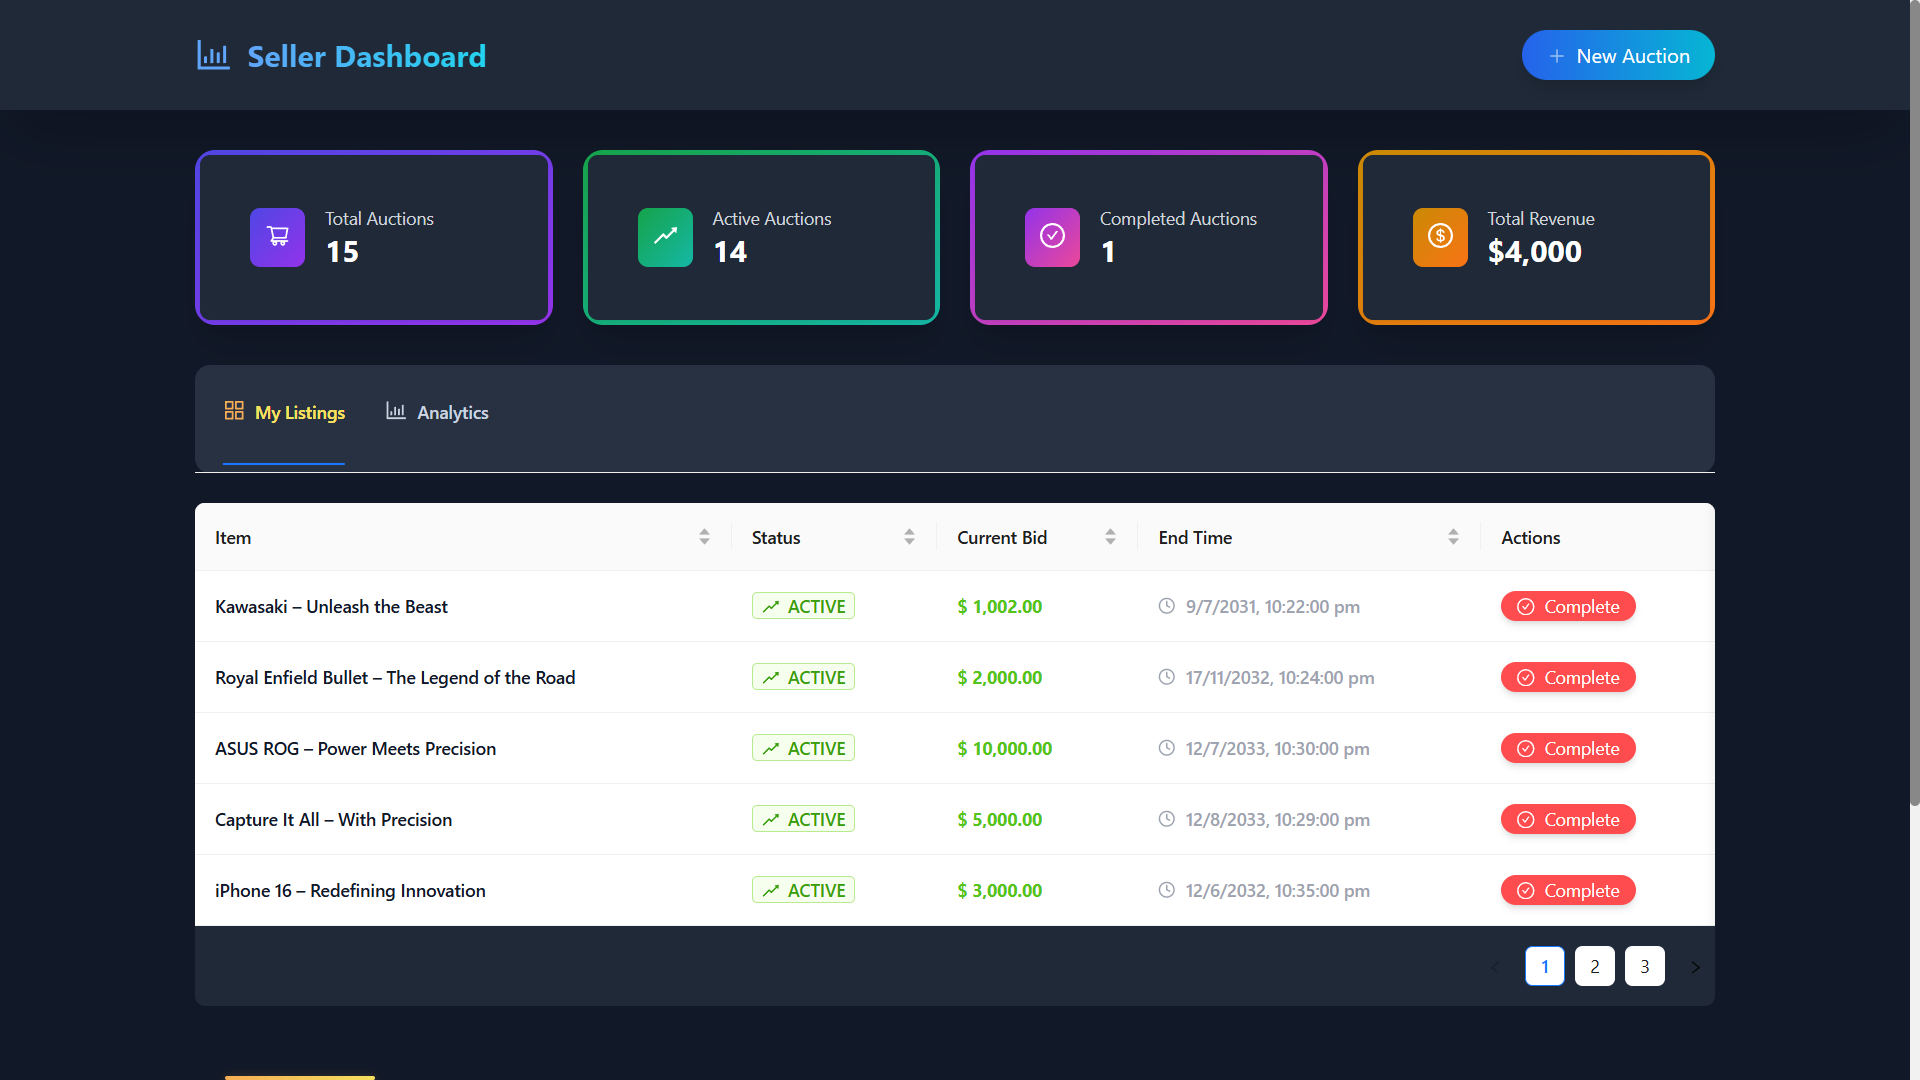 Seller Dashboard
New Auction
Total Auctions
15
Active Auctions
14
Completed Auctions
1
Total Revenue
$4,000
My Listings
Analytics
Item Status Current Bid End Time Actions
Kawasaki – Unleash the Beast ACTIVE $ 1,002.00 9/7/2031, 10:22:00 pm Complete
Royal Enfield Bullet – The Legend of the Road ACTIVE $ 2,000.00 17/11/2032, 10:24:00 pm Complete
ASUS ROG – Power Meets Precision ACTIVE $ 10,000.00 12/7/2033, 10:30:00 pm Complete
Capture It All – With Precision ACTIVE $ 5,000.00 12/8/2033, 10:29:00 pm Complete
iPhone 16 – Redefining Innovation ACTIVE $ 3,000.00 12/6/2032, 10:35:00 pm Complete
1 2 3